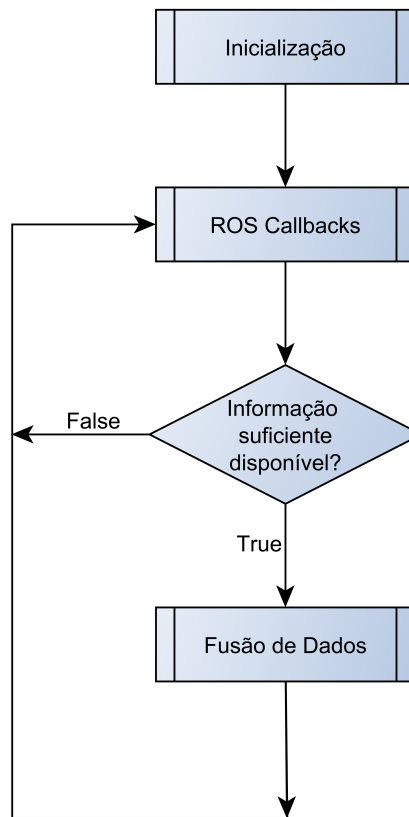 Inicialização
ROS Callbacks
Informação
suficiente
disponível?
False
True
Fusão de Dados